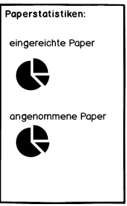 Paperstatistiken:
eingereichte Paper
angenommene Paper